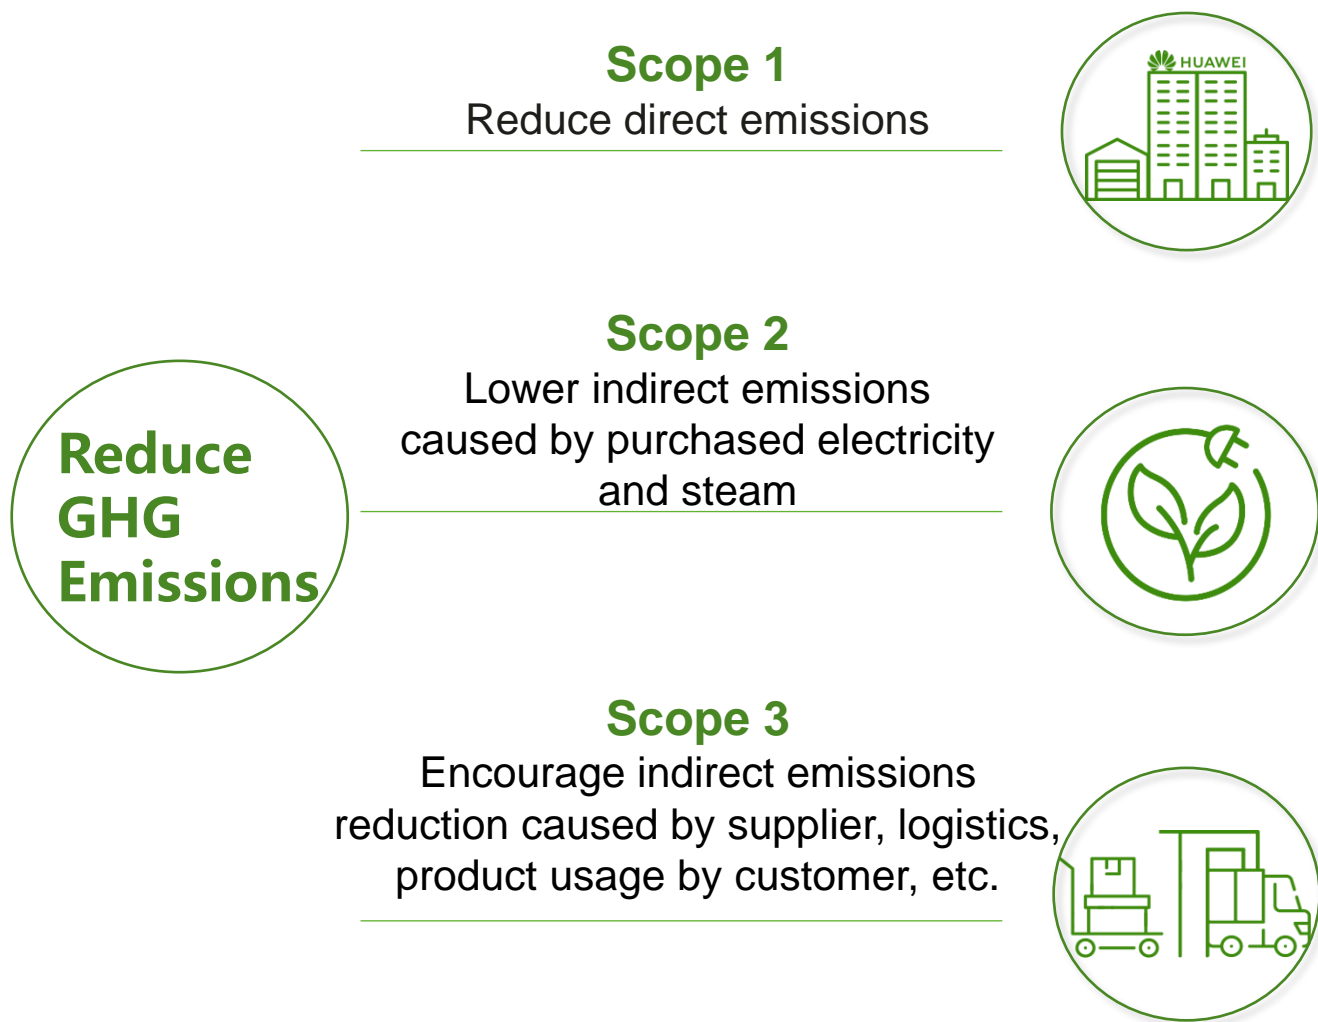 Scope 1
Reduce direct emissions
HUAWEI
Scope 2
Lower indirect emissions
caused by purchased electricity
and steam
Reduce
GHG
Emissions
Scope 3
Encourage indirect emissions
reduction caused by supplier, logistics,
product usage by customer, etc.